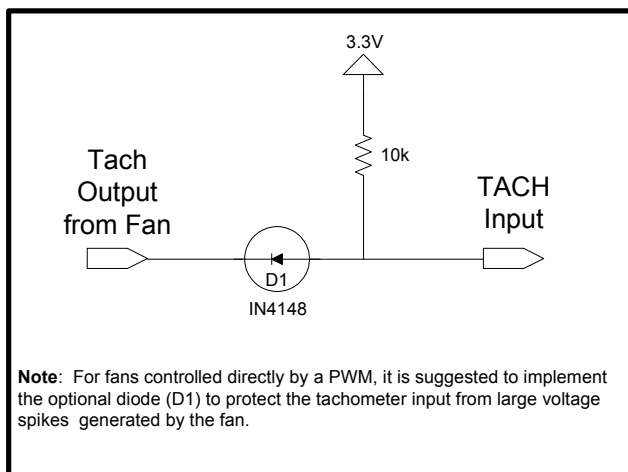 3.3V
10k
Tach
Output
from Fan
TACH
Input
D1
IN4148
Note: For fans controlled directly by a PWM, it is suggested to implement
the optional diode (D1) to protect the tachometer input from large voltage
spikes generated by the fan.